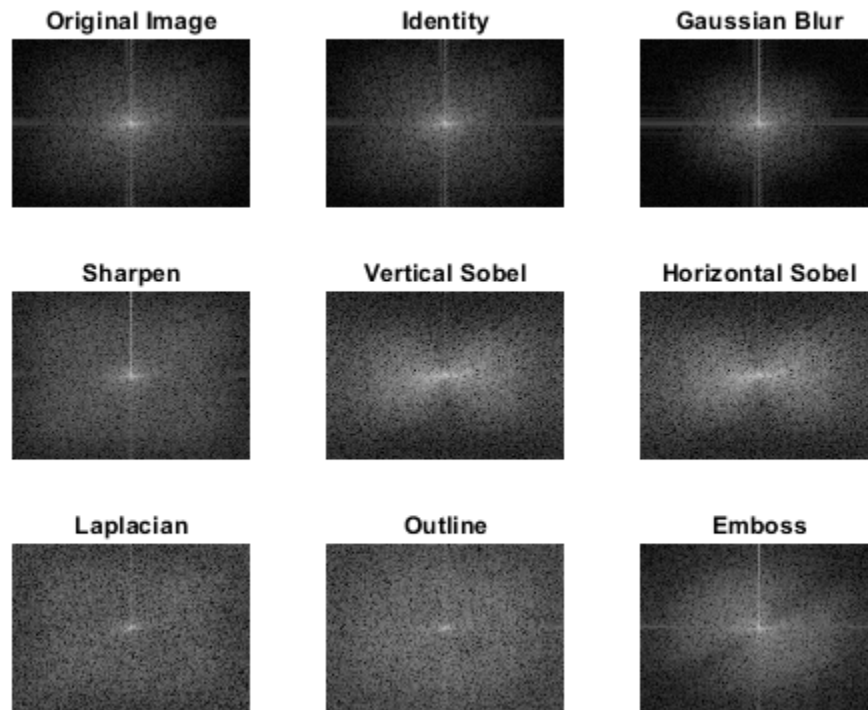 Original Image
Identity
Gaussian Blur
Sharpen
Vertical Sobel
Horizontal Sobel
Laplacian
Outline
Emboss